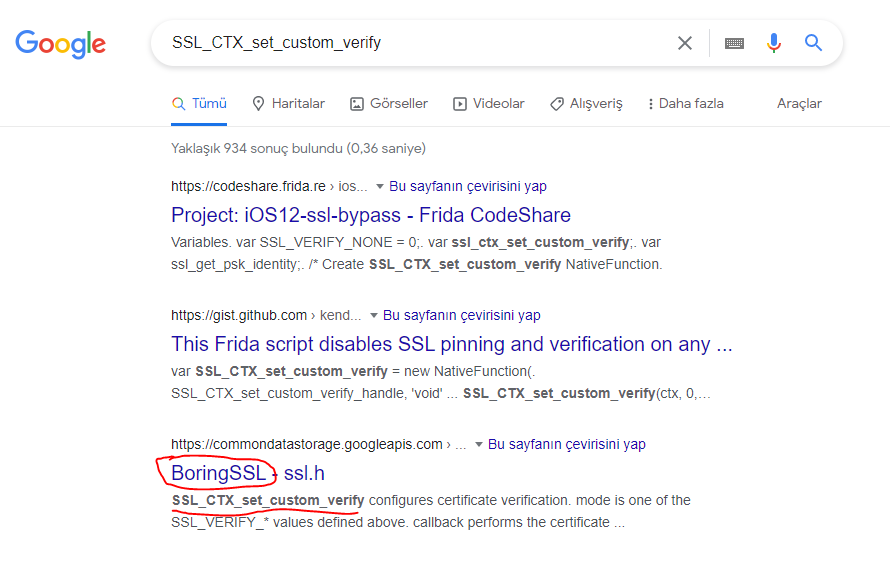 Google
SSL_CTX_set_custom_verify
Tümü Haritalar Görseller Videolar Alışveriş Daha fazla Araçlar
Yaklaşık 934 sonuç bulundu (0,36 saniye)
https://codeshare.frida.re › ios... Bu sayfanın çevirisini yap
Project: iOS12-ssl-bypass - Frida CodeShare
Variables. var SSL_VERIFY_NONE = 0;. var ssl_ctx_set_custom_verify;. var
ssl_get_psk_identity;. /* Create SSL_CTX_set_custom_verify NativeFunction.
https://gist.github.com › kend... Bu sayfanın çevirisini yap
This Frida script disables SSL pinning and verification on any ...
var SSL_CTX_set_custom_verify = new NativeFunction(.
SSL_CTX_set_custom_verify_handle, 'void' ... SSL_CTX_set_custom_verify(ctx, 0,…
https://commondatastorage.googleapis.com › ... Bu sayfanın çevirisini yap
BoringSSL - ssl.h
SSL_CTX_set_custom_verify configures certificate verification. mode is one of the
SSL_VERIFY_* values defined above. callback performs the certificate ...